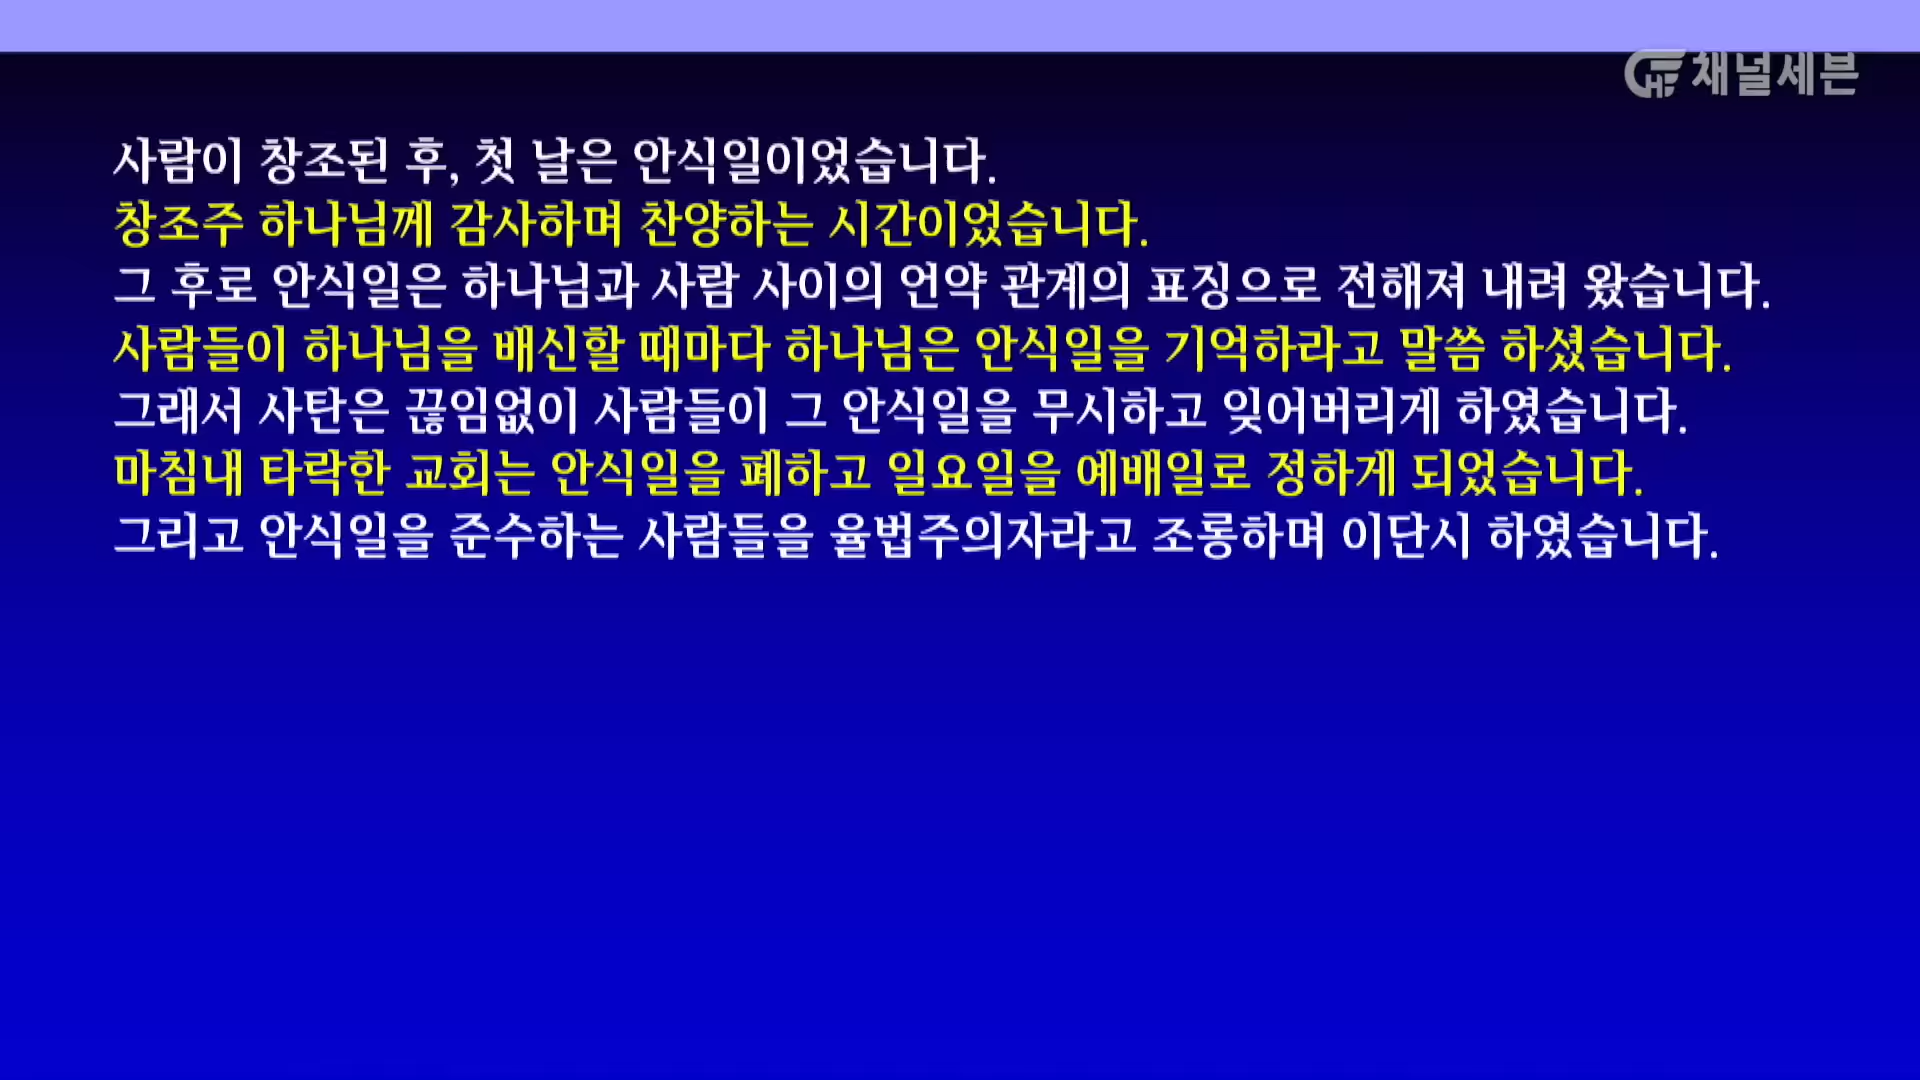 채널세븐
사람이 창조된 후, 첫 날은 안식일이었습니다.
창조주 하나님께 감사하며 찬양하는 시간이었습니다.
그 후로 안식일은 하나님과 사람 사이의 언약 관계의 표징으로 전해져 내려 왔습니다.
사람들이 하나님을 배신할 때마다 하나님은 안식일을 기억하라고 말씀 하셨습니다.
그래서 사탄은 끊임없이 사람들이 그 안식일을 무시하고 잊어버리게 하였습니다.
마침내 타락한 교회는 안식일을 폐하고 일요일을 예배일로 정하게 되었습니다.
그리고 안식일을 준수하는 사람들을 율법주의자라고 조롱하며 이단시 하였습니다.